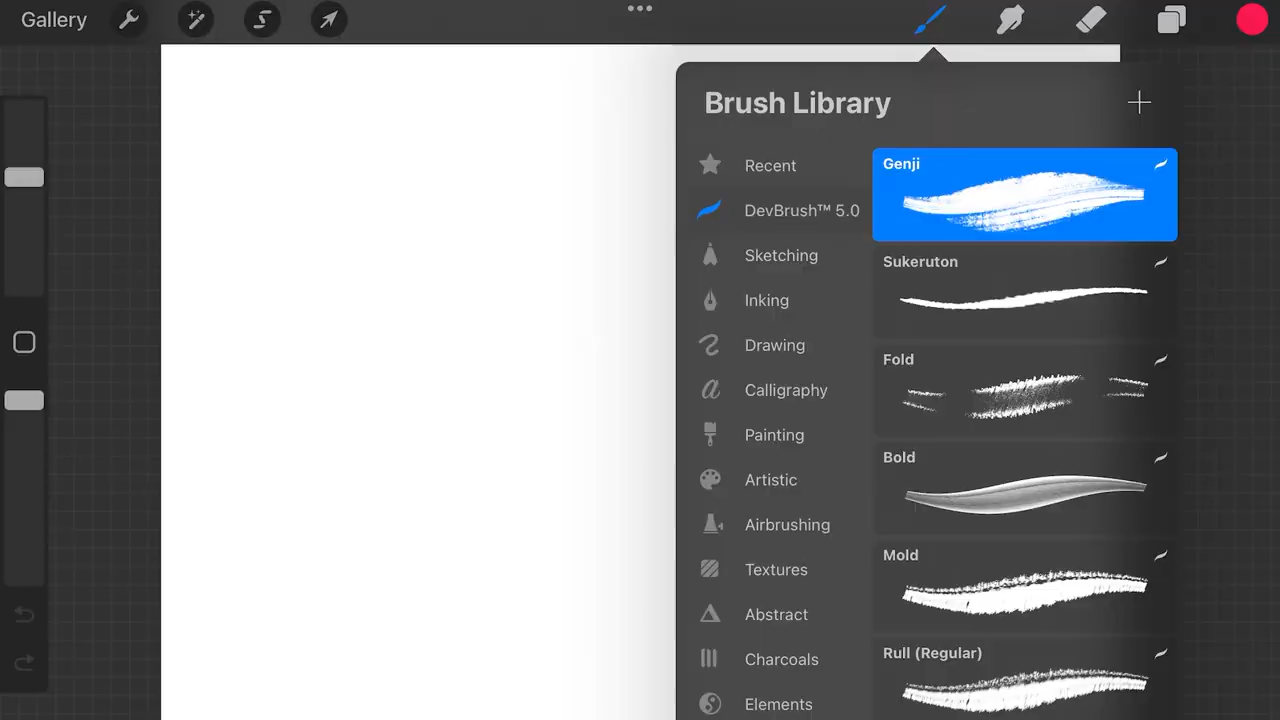 Gallery
Brush Library
Recent
DevBrush™ 5.0
Sketching
Inking
Drawing
Calligraphy
Painting
Artistic
Airbrushing
Textures
Abstract
Charcoals
Elements
Genji
Sukeruton
Fold
Bold
Mold
Rull (Regular)